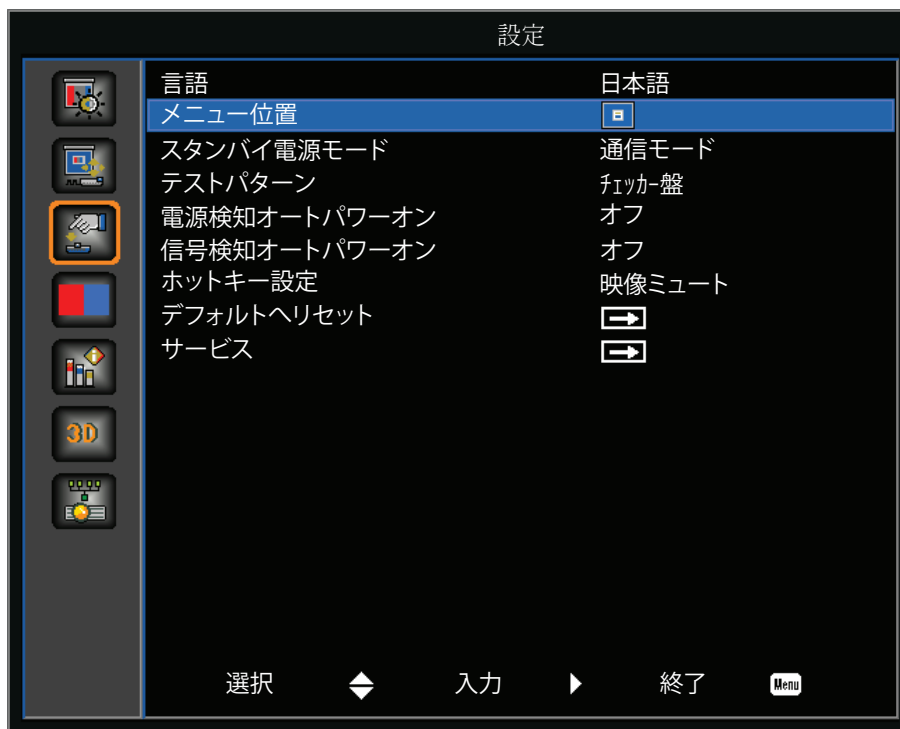 設定
言語 日本語
メニュー位置
スタンバイ電源モード 通信モード
テストパターン ﾁｪｯｶｰ盤
電源検知オートパワーオン オフ
信号検知オートパワーオン オフ
ホットキー設定 映像ミュート
デフォルトへリセット
サービス
3D
選択 入力 終了 Menu